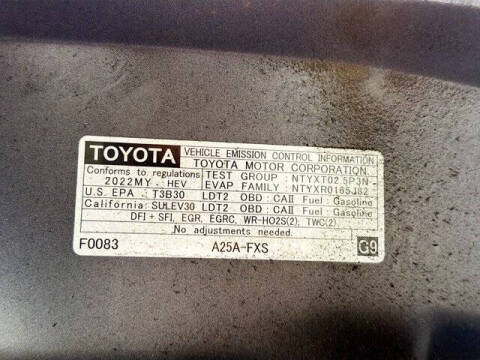 TOYOTA VEHICLE EMISSION CONTROL INFORMATION
TOYOTA MOTOR CORPORATION
Conforms to regulations TEST GROUP : NTYXT02.5P3N
2022MY : HEV EVAP FAMILY : NTYXR0165J82
U.S. EPA : T3B30 LDT2 OBD : CAII Fuel : Gasoline
California: SULEV30 LDT2 OBD : CAII Fuel : Gasoline
DFI + SFI, EGR, EGRC, WR-HO2S(2), TWC(2)
No adjustments needed.
F0083 A25A-FXS G9